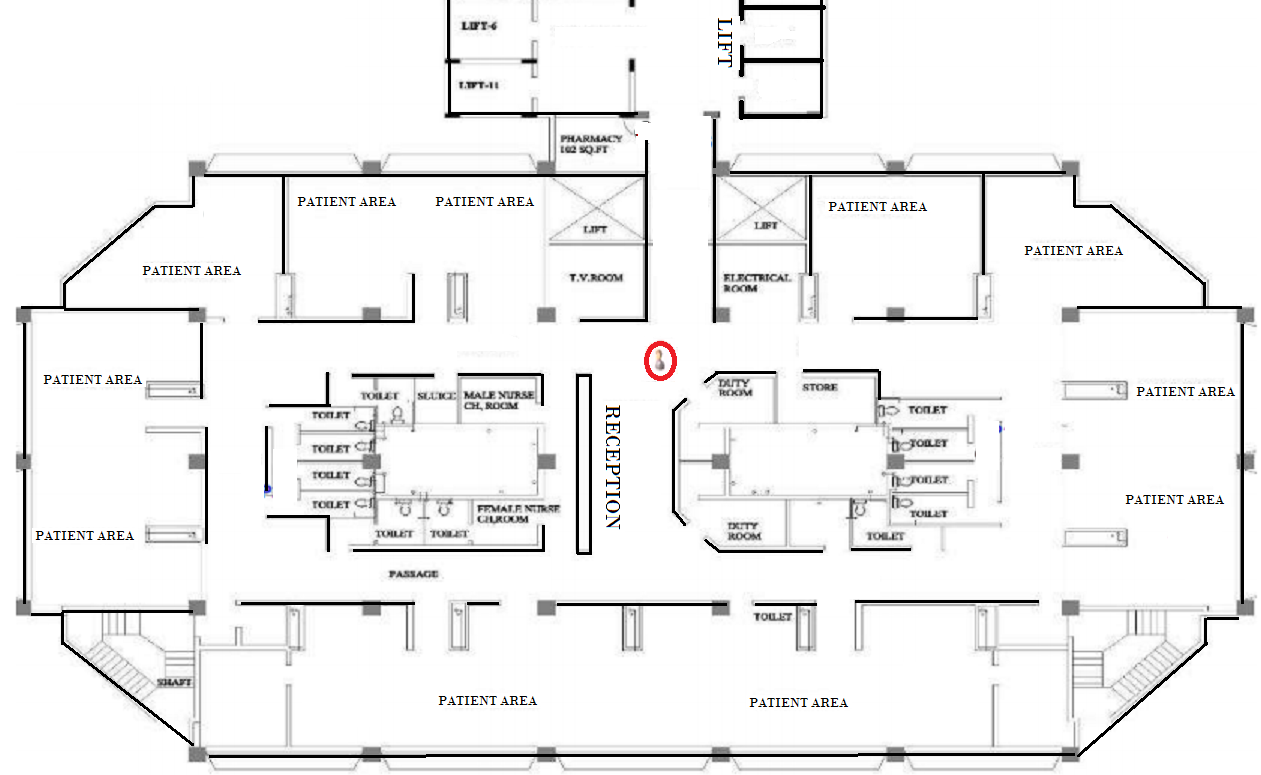 LIFT-6
LIFT
LIFT-11
PHARMACY
102 SQ.FT
PATIENT AREA
PATIENT AREA
PATIENT AREA
LIFT
LIFT
PATIENT AREA
PATIENT AREA
T.V.ROOM
ELECTRICAL
ROOM
PATIENT AREA
PATIENT AREA
TOILET
SLUICE
MALE NURSE
CH, ROOM
DUTY
ROOM
STORE
TOILET
TOILET
RECEPTION
TOILET
TOILET
TOILET
TOILET
TOILET
TOILET
PATIENT AREA
FEMALE NURSE
CH,ROOM
PATIENT AREA
TOILET
TOILET
DUTY
ROOM
TOILET
PASSAGE
TOILET
SHAFT
PATIENT AREA
PATIENT AREA